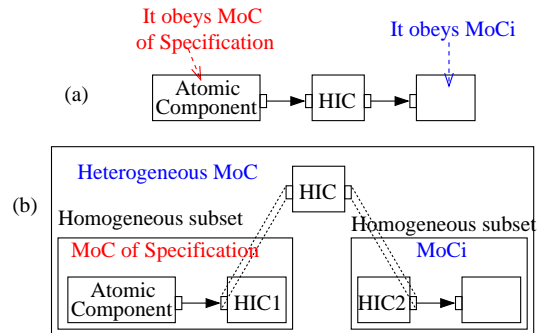 It obeys MoC
of Specification
It obeys MoCi
(a)
Atomic
Component
HIC
(b)
Heterogeneous MoC
HIC
Homogeneous subset
Homogeneous subset
MoC of Specification
MoCi
Atomic
Component
HIC1
HIC2